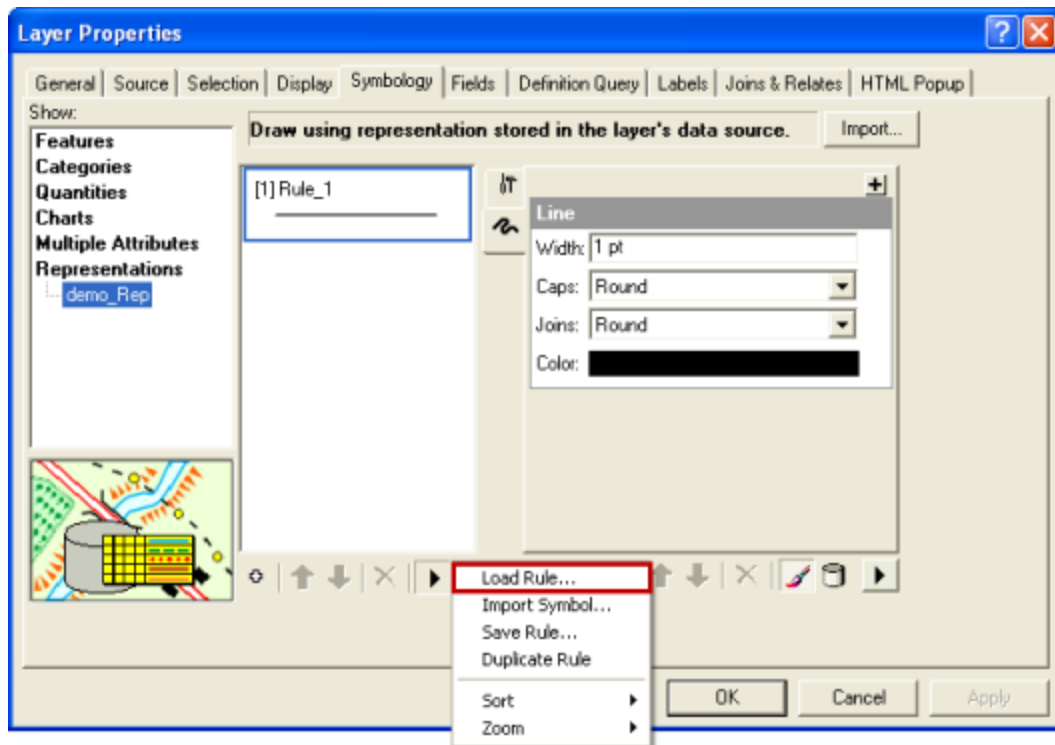 Layer Properties
General Source Selection Display Symbology Fields Definition Query Labels Joins & Relates HTML Popup
Show:
Features
Categories
Quantities
Charts
Multiple Attributes
Representations
demo_Rep
Draw using representation stored in the layer's data source.
Import...
[1] Rule_1
Line
Width: 1 pt
Caps: Round
Joins: Round
Color:
Load Rule...
Import Symbol...
Save Rule...
Duplicate Rule
Sort
Zoom
OK Cancel Apply